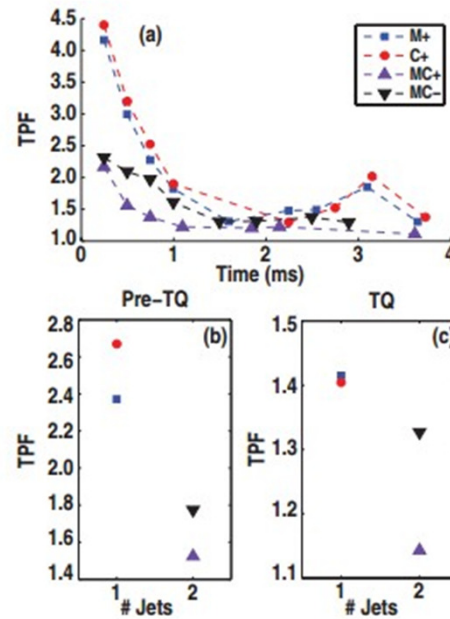 4.5
4.0
3.5
3.0
2.5
2.0
1.5
1.0
TPF
(a)
M+
C+
MC+
MC−
0 1 2 3 4
Time (ms)
Pre−TQ
2.8
2.6
2.4
2.2
2.0
1.8
1.6
1.4
TPF
(b)
1 2
# Jets
TQ
1.5
1.4
1.3
1.2
1.1
TPF
(c)
1 2
# Jets